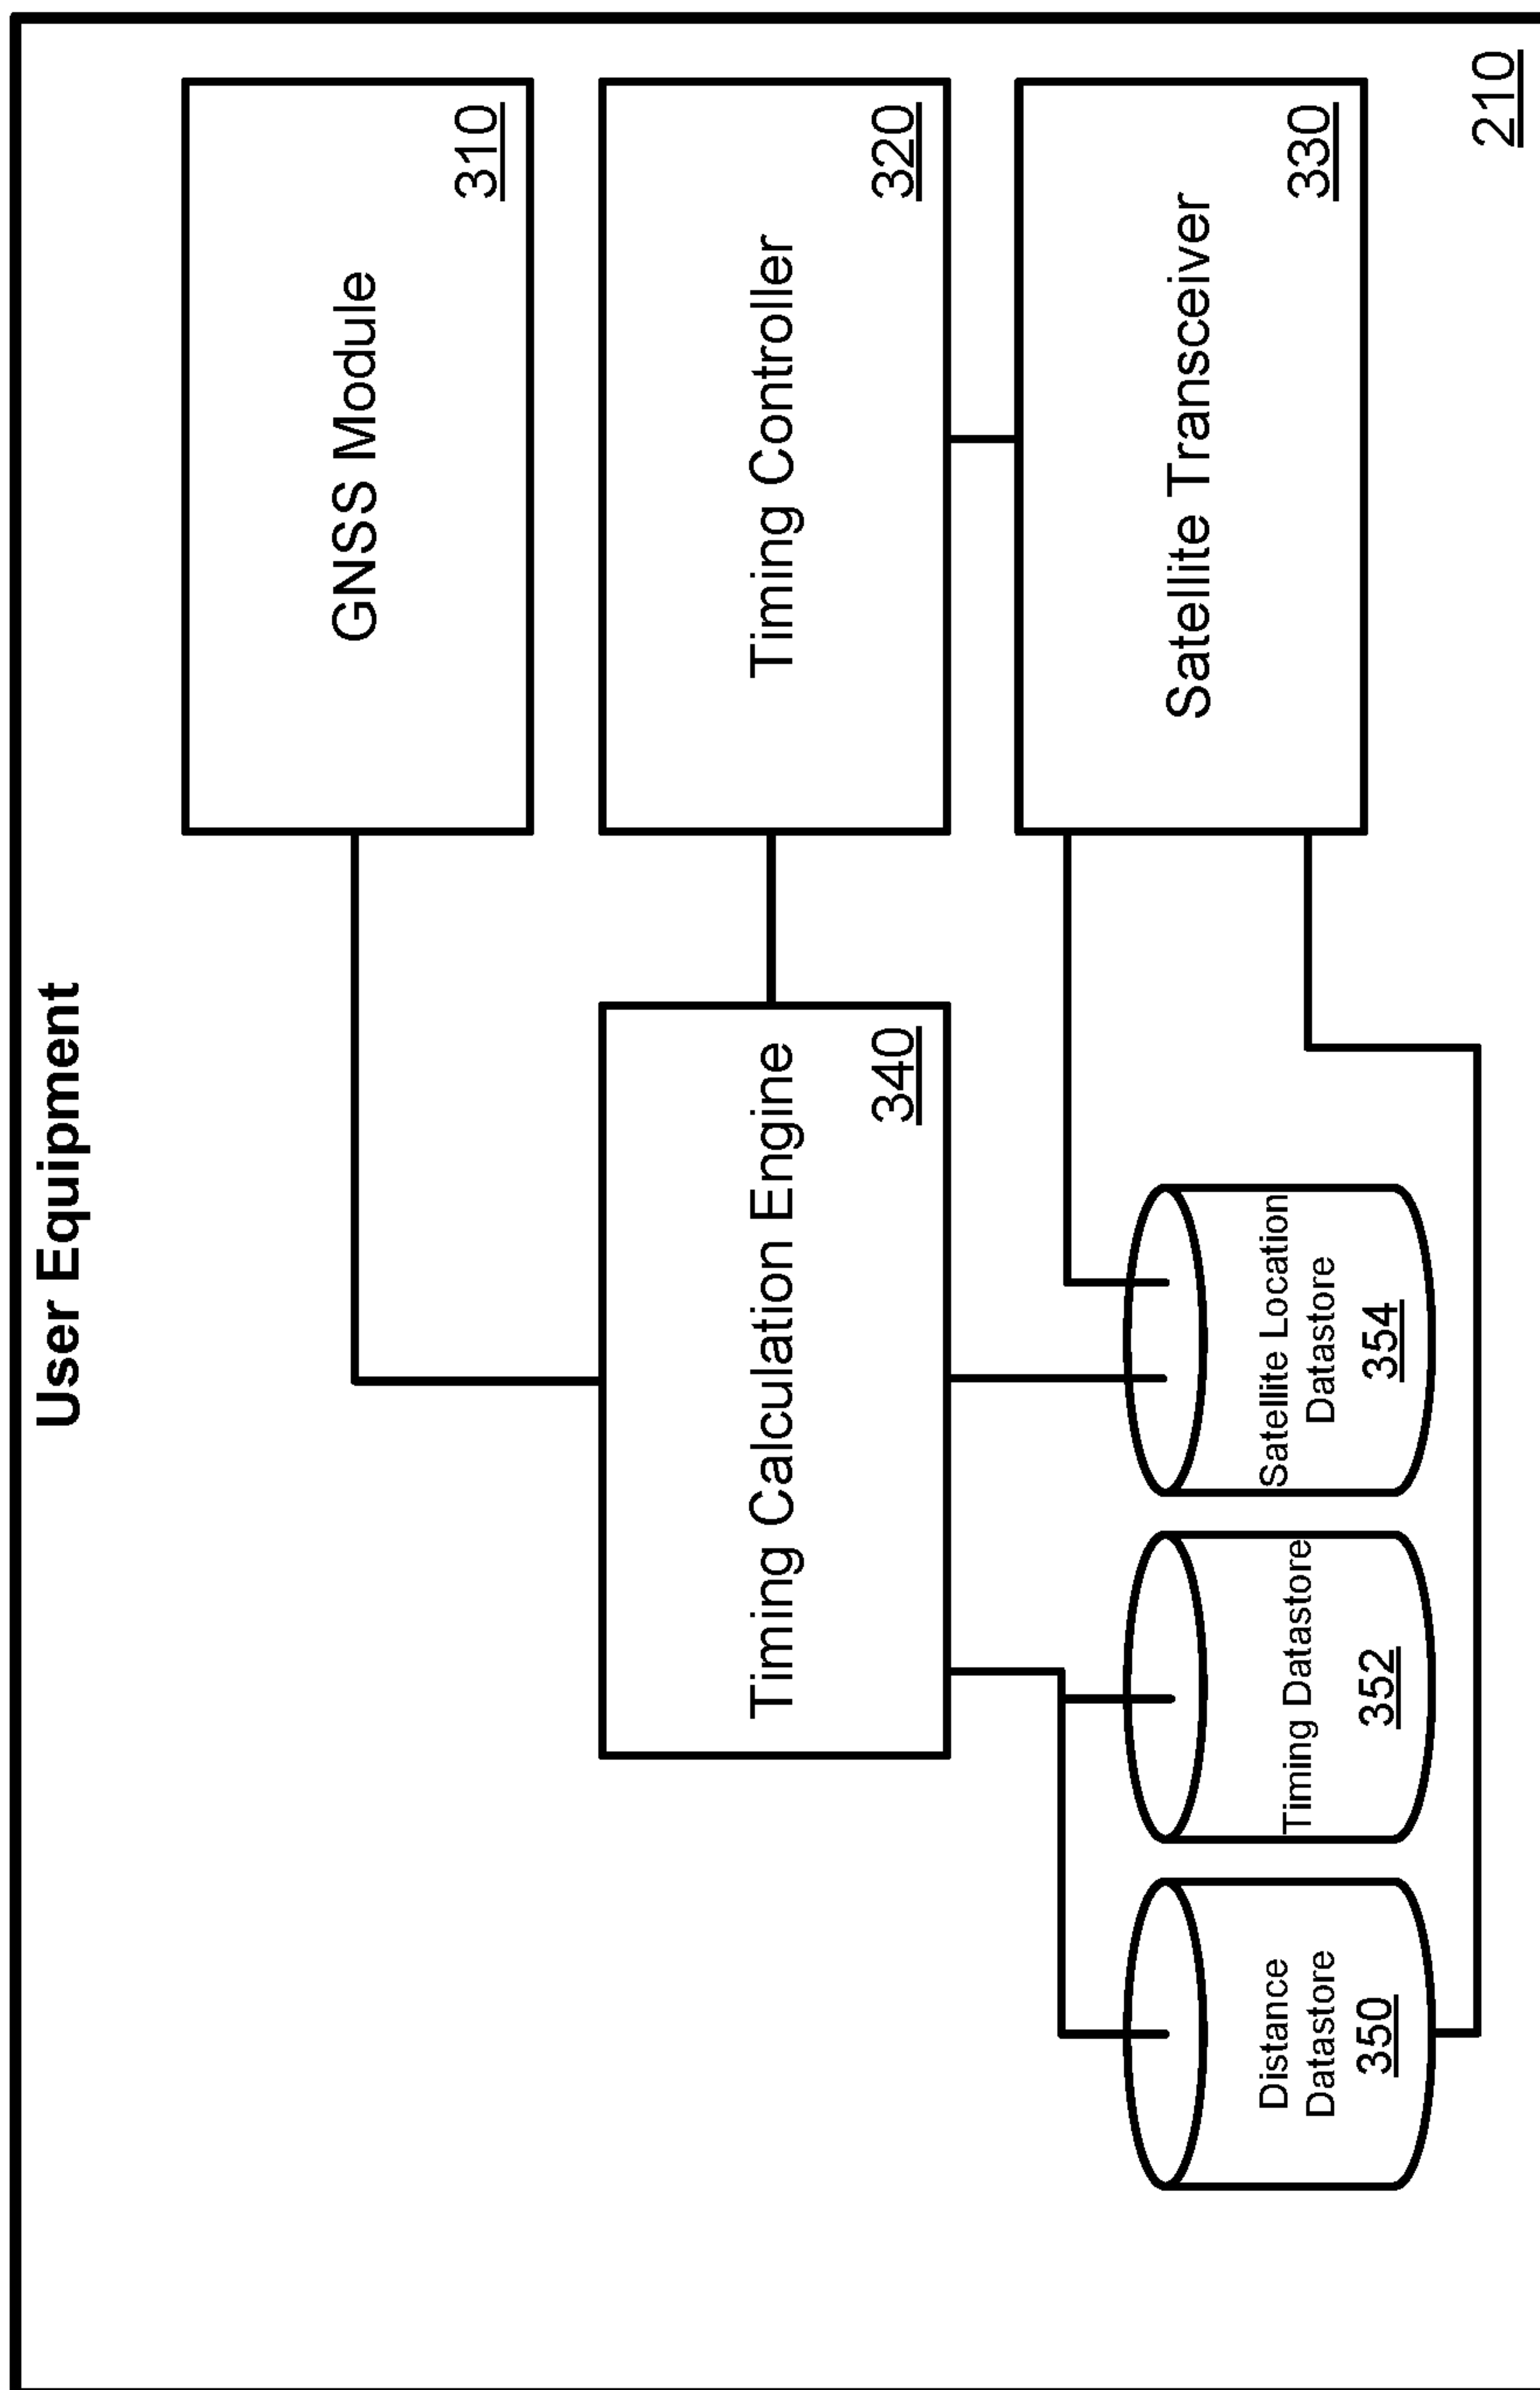 User Equipment
GNSS Module
310
Timing Calculation Engine
340
Timing Controller
320
Distance
Datastore
350
Timing Datastore
352
Satellite Location
Datastore
354
Satellite Transceiver
330
210